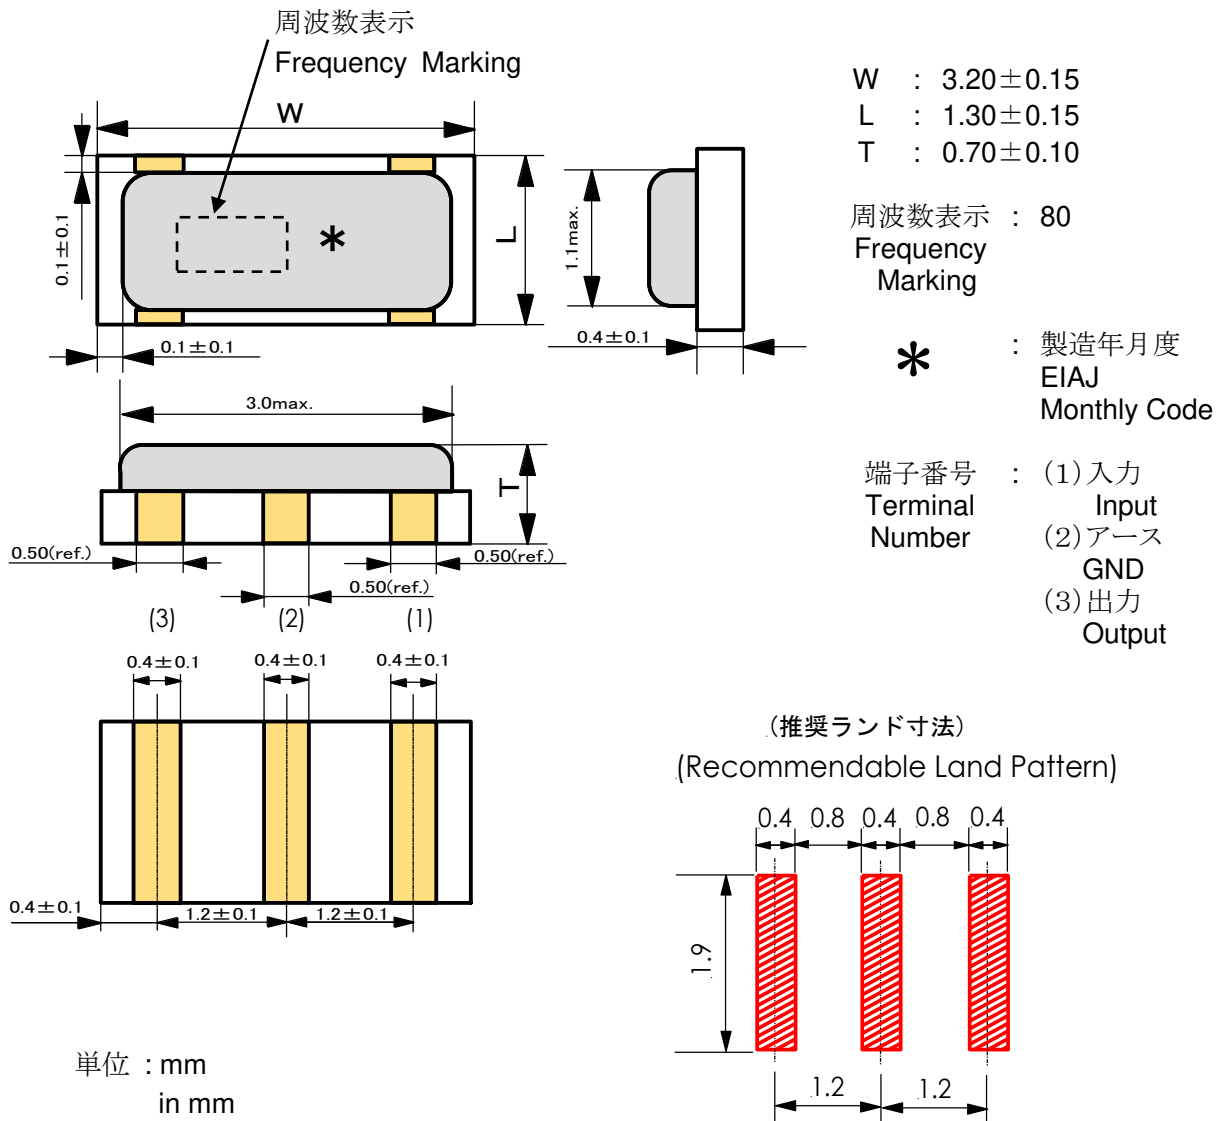 周波数表示
Frequency Marking
W
W : 3.20±0.15
L : 1.30±0.15
T : 0.70±0.10
0.1±0.1
*
L
1.1max.
周波数表示 : 80
Frequency
Marking
0.1±0.1
0.4±0.1
* : 製造年月度
EIAJ
Monthly Code
3.0max.
T
端子番号 : (1)入力
Terminal Input
Number (2)アース
GND
(3)出力
Output
0.50(ref.)
0.50(ref.)
0.50(ref.)
(3) (2) (1)
0.4±0.1 0.4±0.1 0.4±0.1
0.4±0.1 1.2±0.1 1.2±0.1
(推奨ランド寸法)
(Recommendable Land Pattern)
0.4 0.8 0.4 0.8 0.4
1.9
1.2 1.2
単位 : mm
in mm